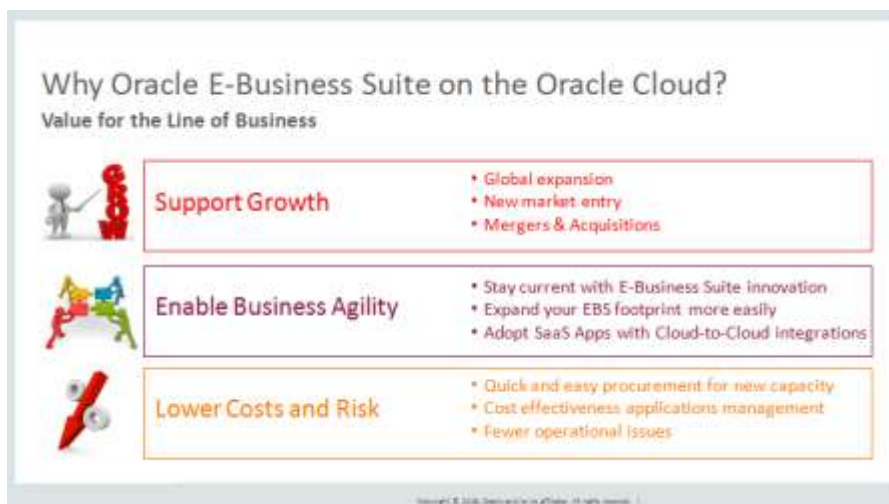 Why Oracle E-Business Suite on the Oracle Cloud?
Value for the Line of Business
GROW
Support Growth
• Global expansion
• New market entry
• Mergers & Acquisitions
Enable Business Agility
• Stay current with E-Business Suite innovation
• Expand your EBS footprint more easily
• Adopt SaaS Apps with Cloud-to-Cloud integrations
%
Lower Costs and Risk
• Quick and easy procurement for new capacity
• Cost effectiveness applications management
• Fewer operational issues